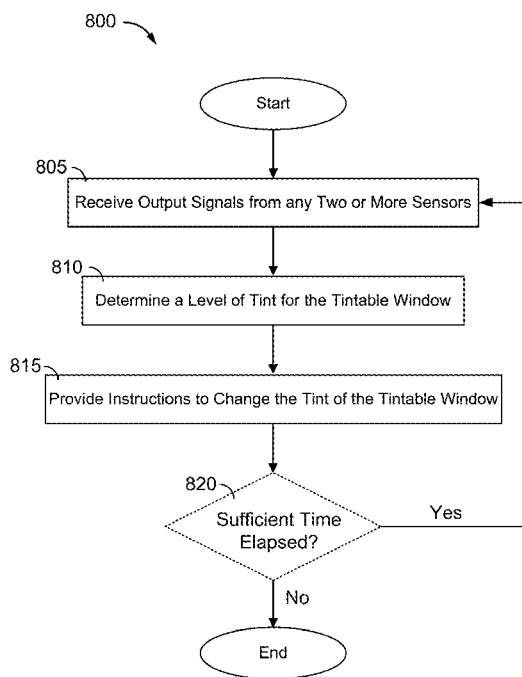 800
Start
805
Receive Output Signals from any Two or More Sensors
810
Determine a Level of Tint for the Tintable Window
815
Provide Instructions to Change the Tint of the Tintable Window
820
Sufficient Time
Elapsed?
Yes
No
End